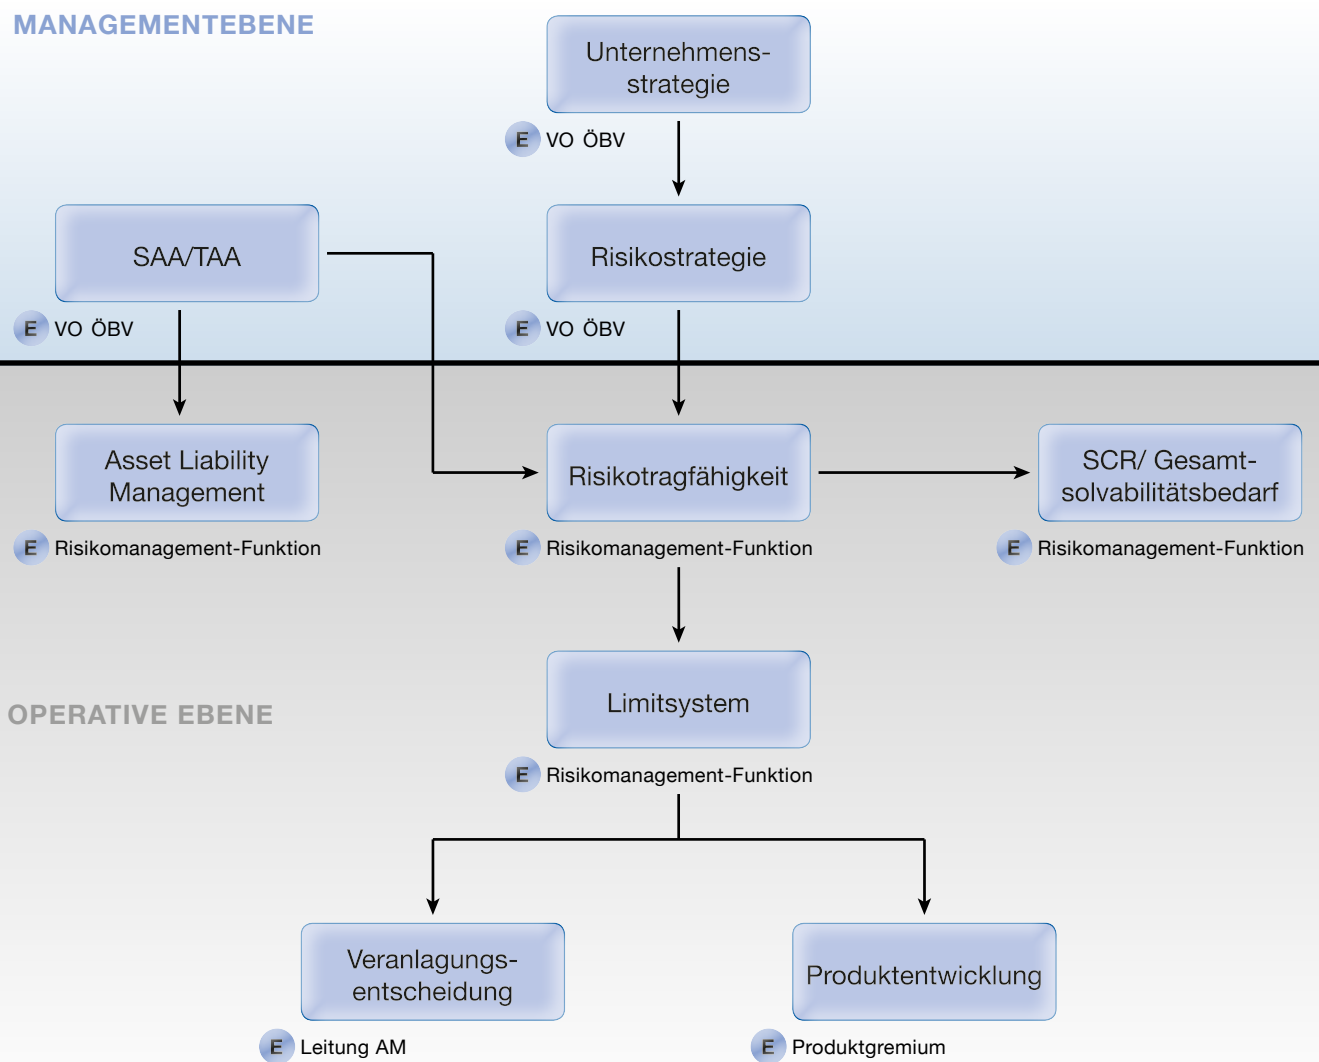 MANAGEMENTEBENE
Unternehmens-
strategie
E VO ÖBV
SAA/TAA
Risikostrategie
E VO ÖBV
E VO ÖBV
Asset Liability
Management
Risikotragfähigkeit
SCR/ Gesamt-
solvabilitätsbedarf
E Risikomanagement-Funktion
E Risikomanagement-Funktion
E Risikomanagement-Funktion
Limitsystem
OPERATIVE EBENE
E Risikomanagement-Funktion
Veranlagungs-
entscheidung
Produktentwicklung
E Leitung AM
E Produktgremium